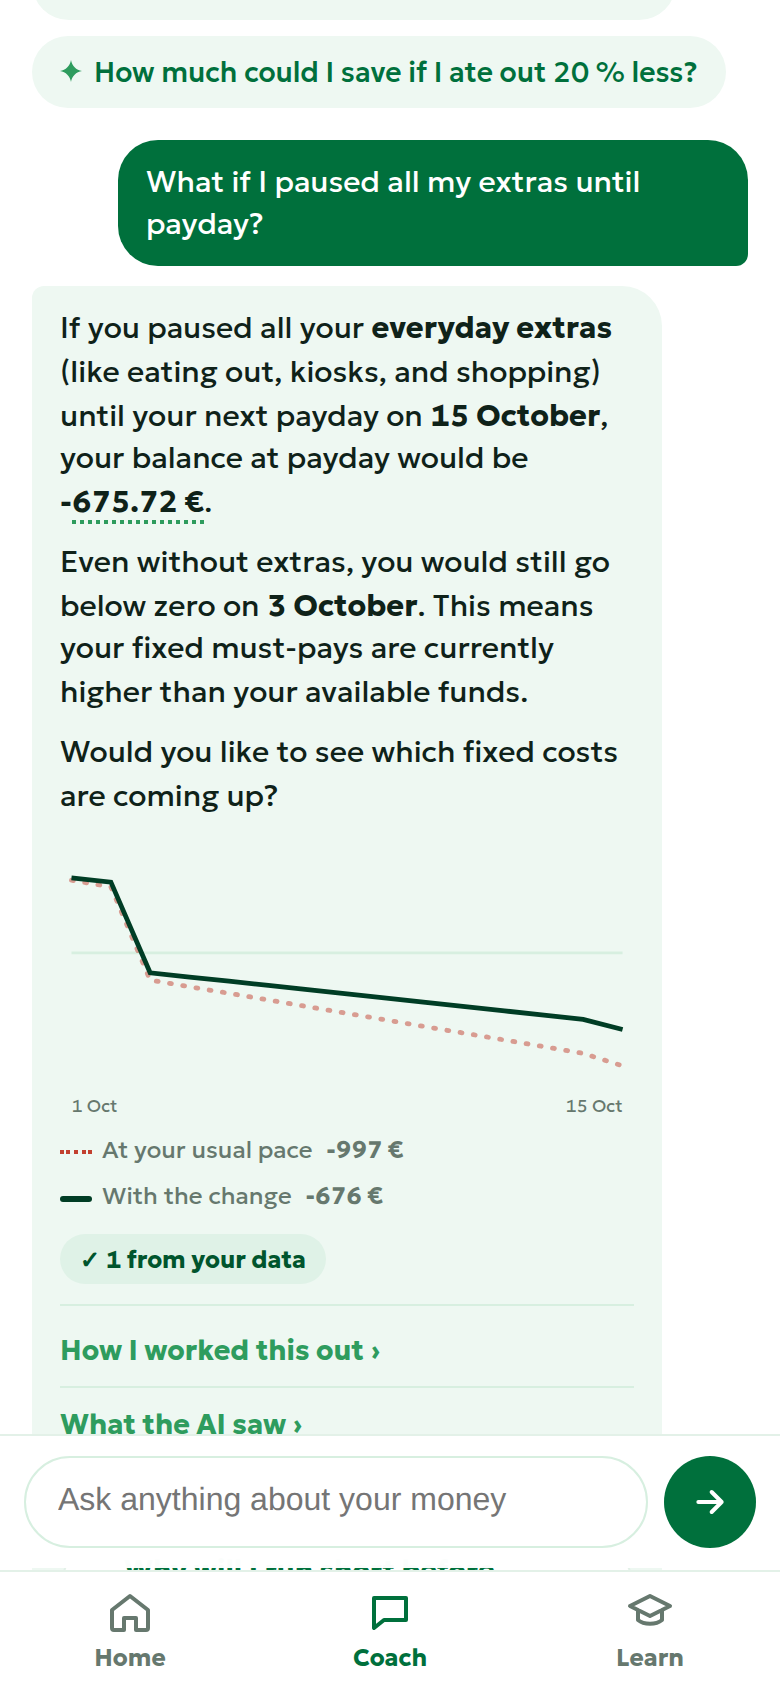 ✦ How much could I save if I ate out 20 % less?
What if I paused all my extras until
payday?
If you paused all your everyday extras
(like eating out, kiosks, and shopping)
until your next payday on 15 October,
your balance at payday would be
-675.72 €.
Even without extras, you would still go
below zero on 3 October. This means
your fixed must-pays are currently
higher than your available funds.
Would you like to see which fixed costs
are coming up?
1 Oct
15 Oct
At your usual pace -997 €
With the change -676 €
✓ 1 from your data
How I worked this out ›
What the AI saw ›
Ask anything about your money
Home
Coach
Learn